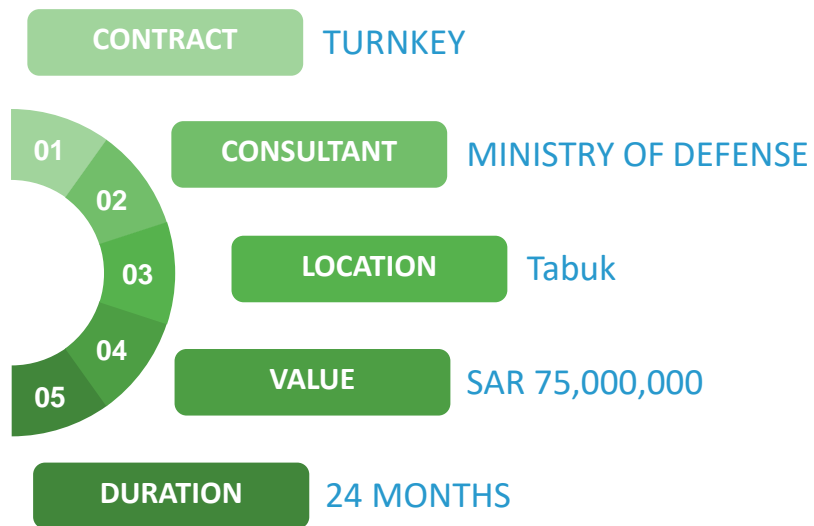 CONTRACT TURNKEY
01
CONSULTANT MINISTRY OF DEFENSE
02
LOCATION Tabuk
03
VALUE SAR 75,000,000
04
05
DURATION 24 MONTHS